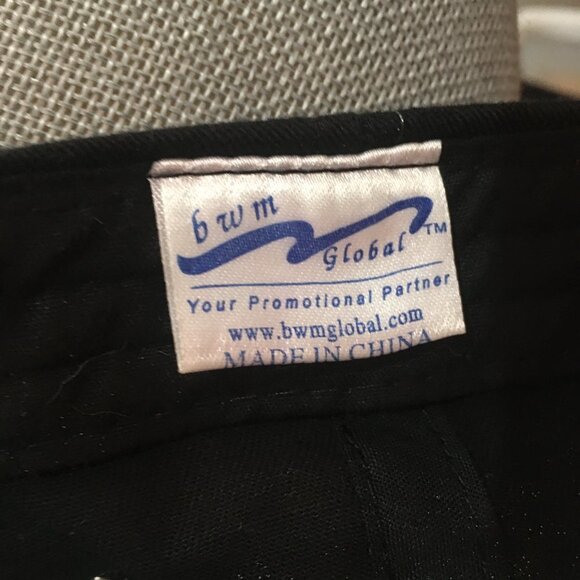 bwm
Global™
Your Promotional Partner
www.bwmglobal.com
MADE IN CHINA